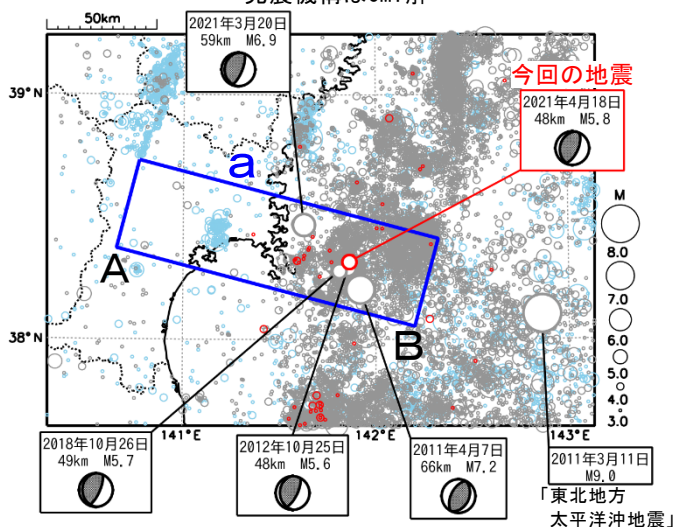 50km
2021年3月20日
59km M6.9
今回の地震
2021年4月18日
48km M5.8
39°N
a
A
B
38°N
M
8.0
7.0
6.0
5.0
4.0
3.0
141°E
142°E
143°E
2018年10月26日
49km M5.7
2012年10月25日
48km M5.6
2011年4月7日
66km M7.2
2011年3月11日
M9.0
「東北地方
太平洋沖地震」